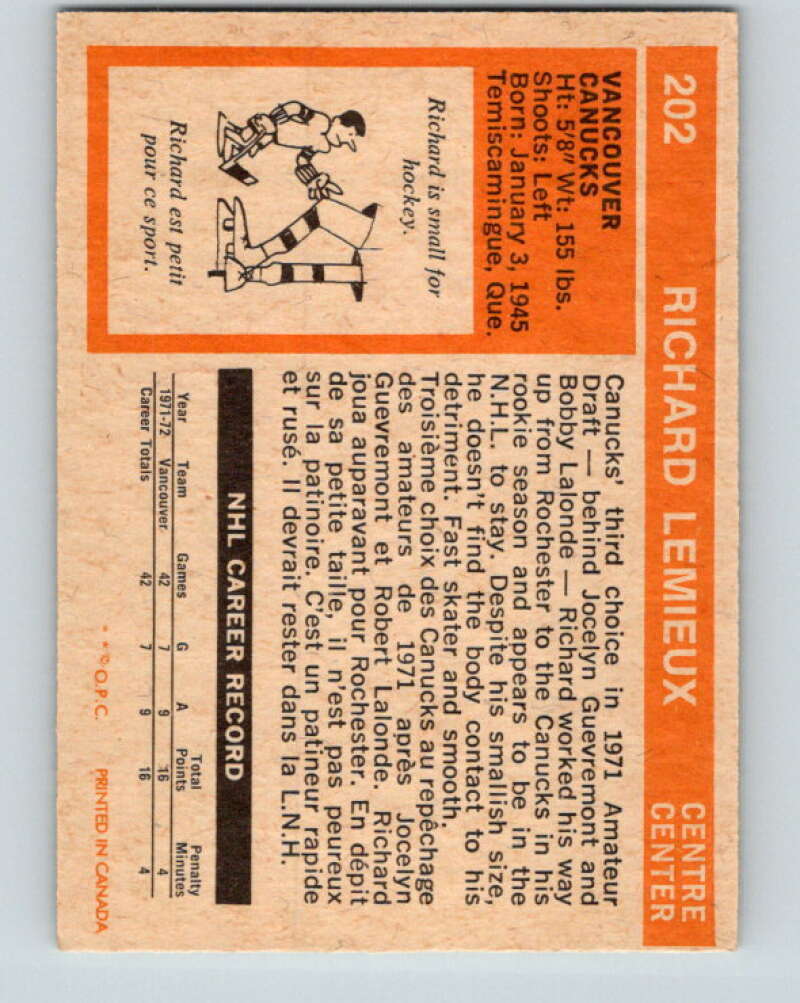 202 RICHARD LEMIEUX CENTRE
CENTER
VANCOUVER
CANUCKS
Ht: 5'8" Wt: 155 lbs.
Shoots: Left
Born: January 3, 1945
Temiscamingue, Que.
Richard is small for
hockey.
Richard est petit
pour ce sport.
Canucks' third choice in 1971 Amateur
Draft — behind Jocelyn Guevremont and
Bobby Lalonde — Richard worked his way
up from Rochester to the Canucks in his
rookie season and appears to be in the
N.H.L. to stay. Despite his smallish size,
he doesn't find the body contact to his
detriment. Fast skater and smooth.
Troisième choix des Canucks au repêchage
des amateurs de 1971 après Jocelyn
Guevremont et Robert Lalonde. Richard
joua auparavant pour Rochester. En dépit
de sa petite taille, il n'est pas peureux
sur la patinoire. C'est un patineur rapide
et rusé. Il devrait rester dans la L.N.H.
NHL CAREER RECORD
Year Team Games G A Total Points Penalty Minutes
1971-72 Vancouver 42 7 9 16 4
Career Totals 42 7 9 16 4
* * © O.P.C. PRINTED IN CANADA